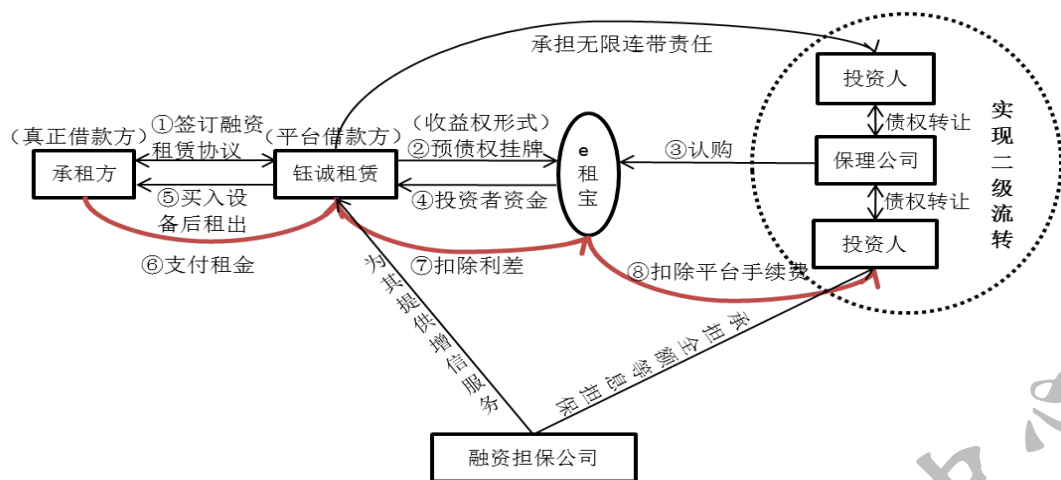 承担无限连带责任
投资人
债权转让
保理公司
债权转让
投资人
实现二级流转
（真正借款方）
承租方
①签订融资
租赁协议
（平台借款方）
钰诚租赁
（收益权形式）
②预债权挂牌
e
租
宝
③认购
④投资者资金
⑤买入设
备后租出
⑥支付租金
⑦扣除利差
⑧扣除平台手续费
为其提供增信服务
承担全额等息担保
融资担保公司